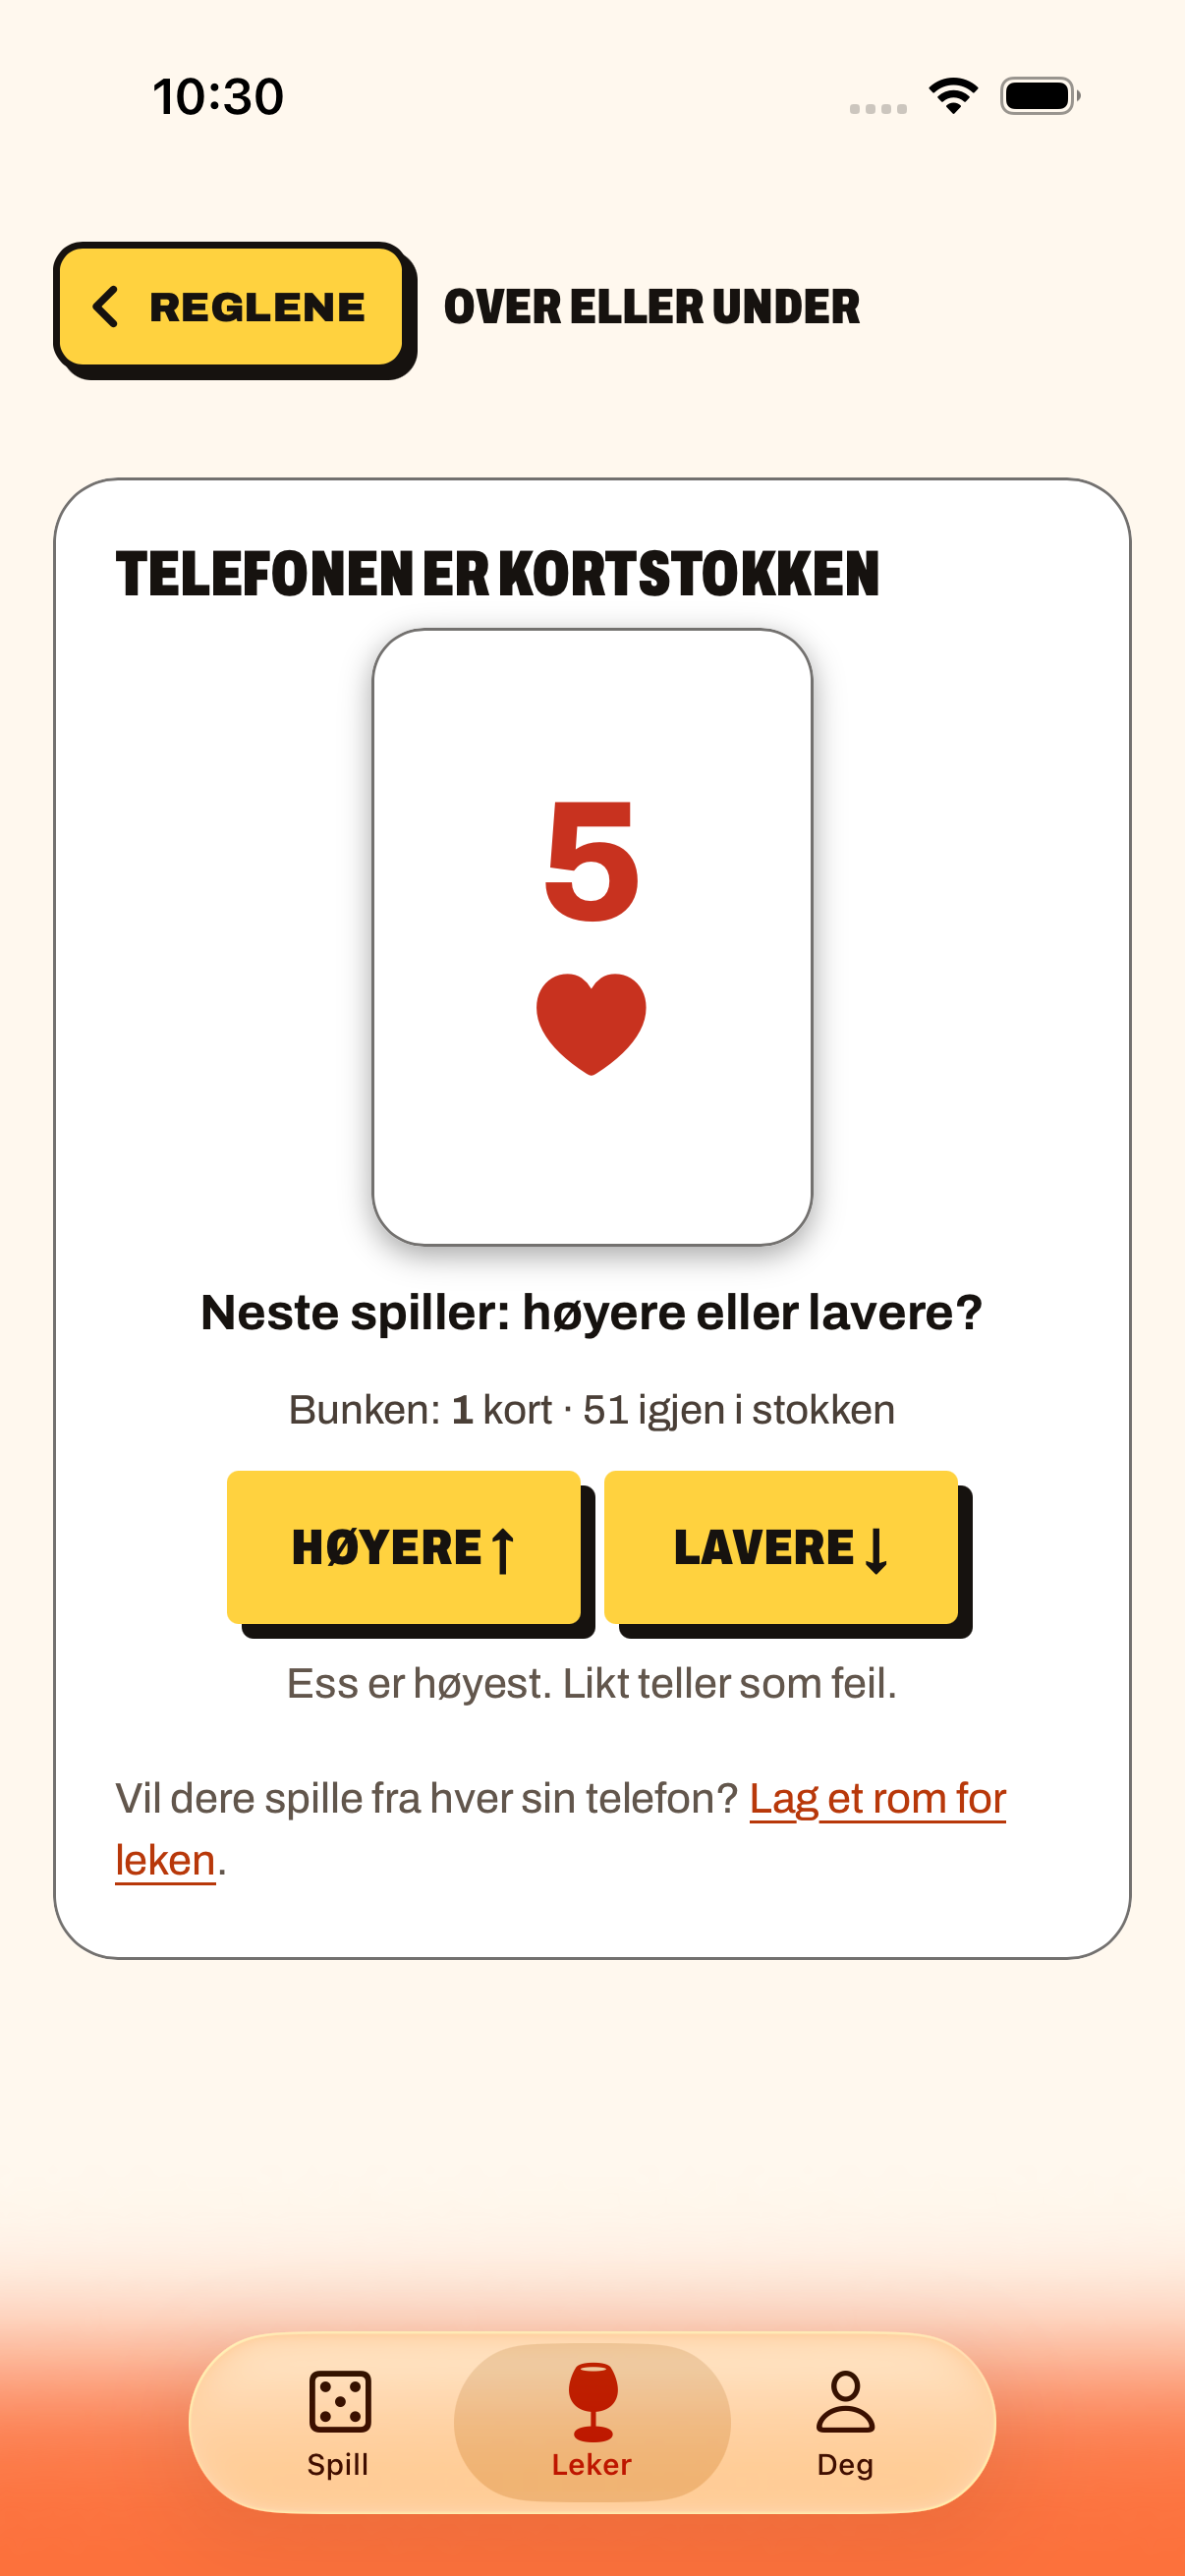 10:30
REGLENE
OVER ELLER UNDER
TELEFONEN ER KORTSTOKKEN
5
Neste spiller: høyere eller lavere?
Bunken: 1 kort · 51 igjen i stokken
HØYERE ↑
LAVERE ↓
Ess er høyest. Likt teller som feil.
Vil dere spille fra hver sin telefon? Lag et rom for
leken.
Spill
Leker
Deg